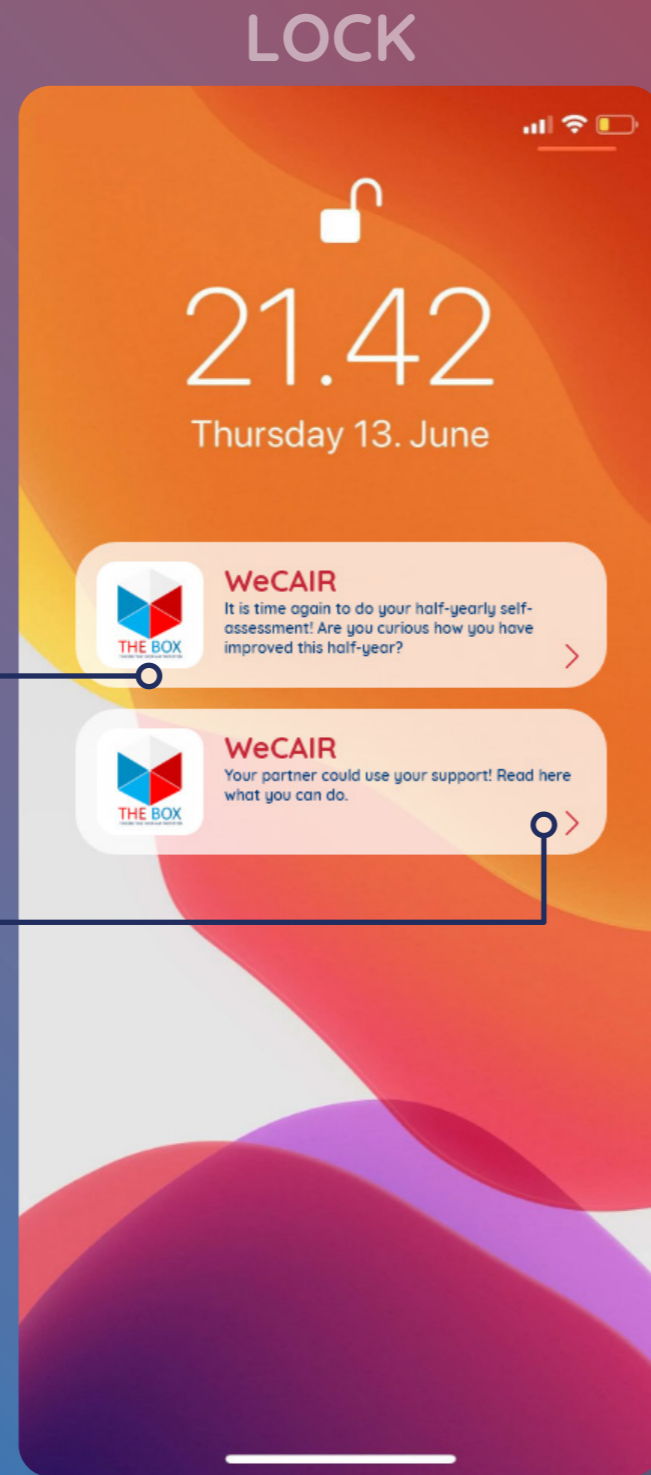 LOCK
21.42
Thursday 13. June
WeCAIR
It is time again to do your half-yearly self-
assessment! Are you curious how you have
improved this half-year?
THE BOX
WeCAIR
Your partner could use your support! Read here
what you can do.
THE BOX